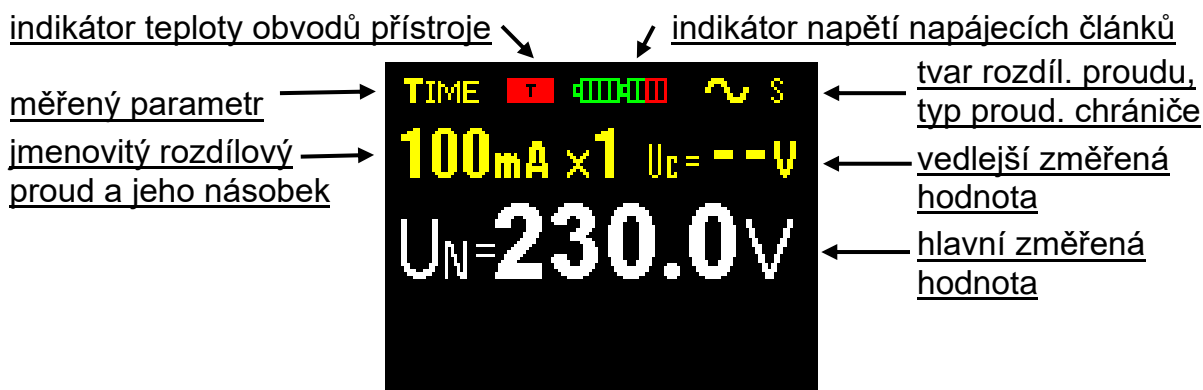 indikátor teploty obvodů přístroje
indikátor napětí napájecích článků
měřený parametr
jmenovitý rozdílový
proud a jeho násobek
TIME T S
100mA x1 Uc= --V
UN=230.0V
tvar rozdíl. proudu,
typ proud. chrániče
vedlejší změřená
hodnota
hlavní změřená
hodnota